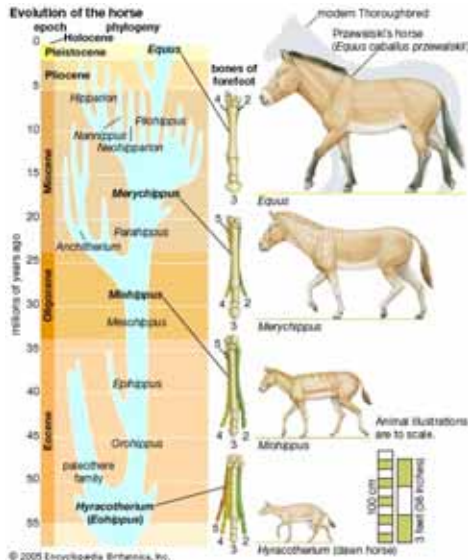 Evolution of the horse
epoch phylogeny
Holocene
Pleistocene
Pliocene
Miocene
Oligocene
Eocene
millions of years ago
0
5
10
15
20
25
30
35
40
45
50
55
Equus
Hipparion
Pliohippus
Nannippus
Neohipparion
Merychippus
Parahippus
Anchitherium
Miohippus
Mesohippus
Epihippus
Orohippus
paleothere
family
Hyracotherium
(Eohippus)
bones of
forefoot
4 2
3
5
4 2
3
5
4 2
3
5
4 2
3
modern Thoroughbred
Przewalski's horse
(Equus caballus przewalskii)
Equus
Merychippus
Miohippus
Animal illustrations
are to scale.
100 cm
3 feet (36 inches)
Hyracotherium (dawn horse)
© 2005 Encyclopædia Britannica, Inc.